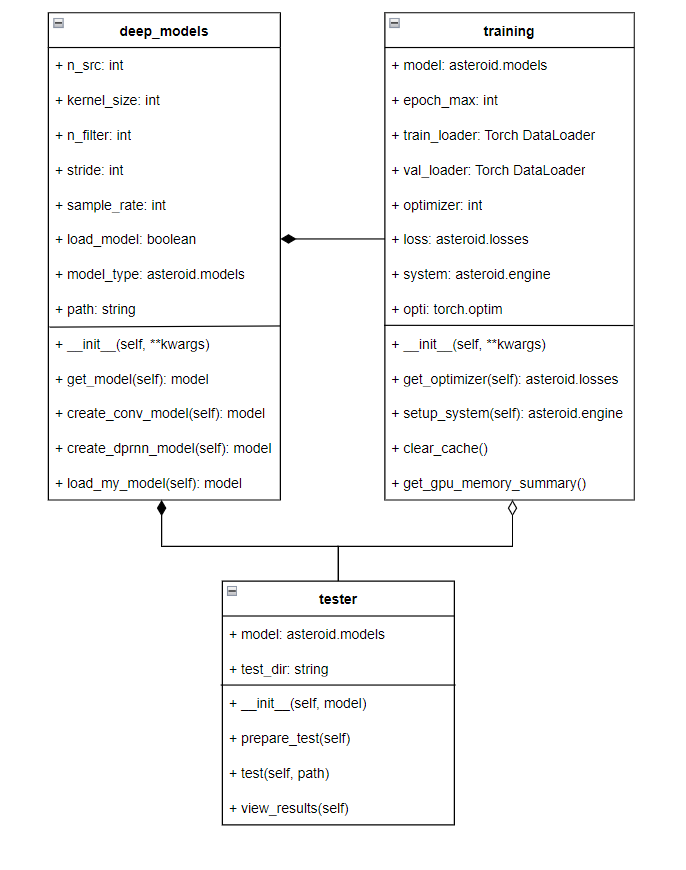 deep_models
+ n_src: int
+ kernel_size: int
+ n_filter: int
+ stride: int
+ sample_rate: int
+ load_model: boolean
+ model_type: asteroid.models
+ path: string
+ __init__(self, **kwargs)
+ get_model(self): model
+ create_conv_model(self): model
+ create_dprnn_model(self): model
+ load_my_model(self): model
training
+ model: asteroid.models
+ epoch_max: int
+ train_loader: Torch DataLoader
+ val_loader: Torch DataLoader
+ optimizer: int
+ loss: asteroid.losses
+ system: asteroid.engine
+ opti: torch.optim
+ __init__(self, **kwargs)
+ get_optimizer(self): asteroid.losses
+ setup_system(self): asteroid.engine
+ clear_cache()
+ get_gpu_memory_summary()
tester
+ model: asteroid.models
+ test_dir: string
+ __init__(self, model)
+ prepare_test(self)
+ test(self, path)
+ view_results(self)